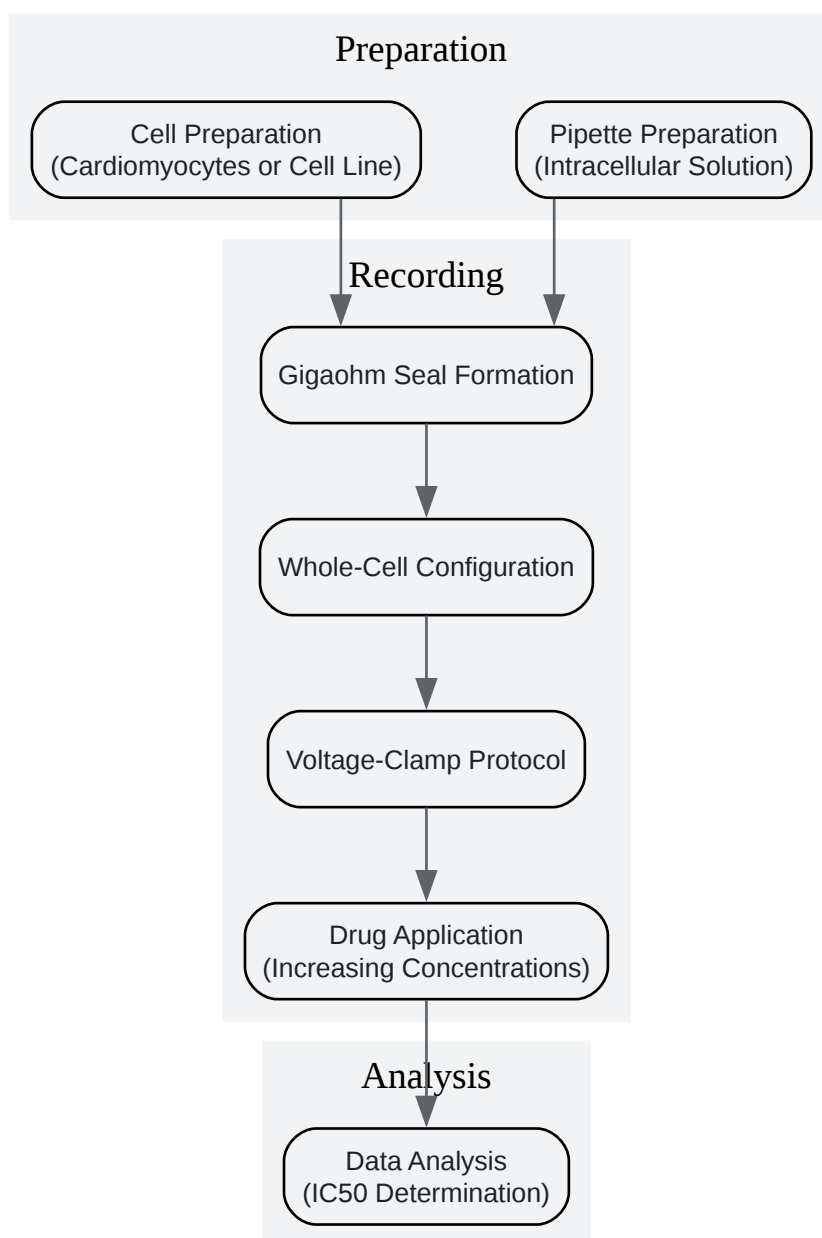 Preparation
Cell Preparation
(Cardiomyocytes or Cell Line)
Pipette Preparation
(Intracellular Solution)
Recording
Gigaohm Seal Formation
Whole-Cell Configuration
Voltage-Clamp Protocol
Drug Application
(Increasing Concentrations)
Analysis
Data Analysis
(IC50 Determination)